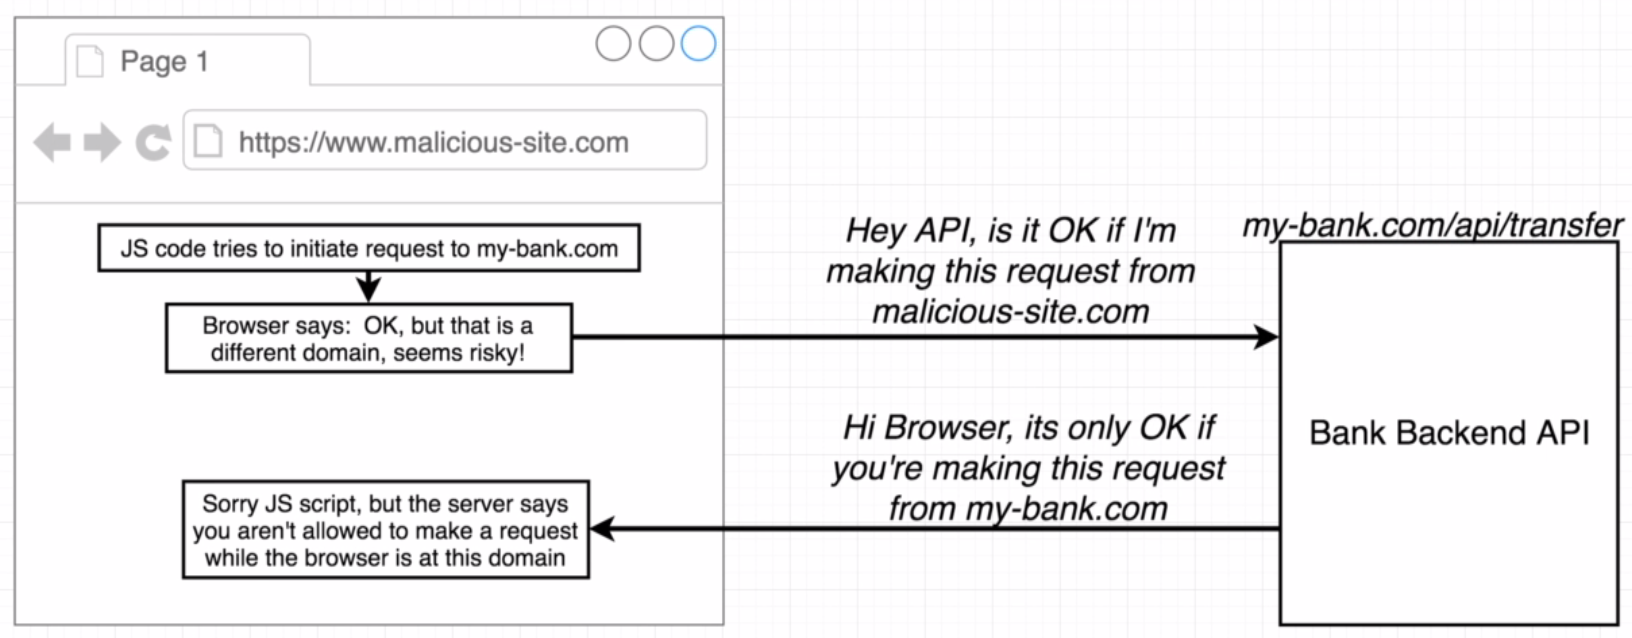 Page 1
https://www.malicious-site.com
JS code tries to initiate request to my-bank.com
Browser says:  OK, but that is a
different domain, seems risky!
Hey API, is it OK if I'm
making this request from
malicious-site.com
my-bank.com/api/transfer
Bank Backend API
Hi Browser, its only OK if
you're making this request
from my-bank.com
Sorry JS script, but the server says
you aren't allowed to make a request
while the browser is at this domain